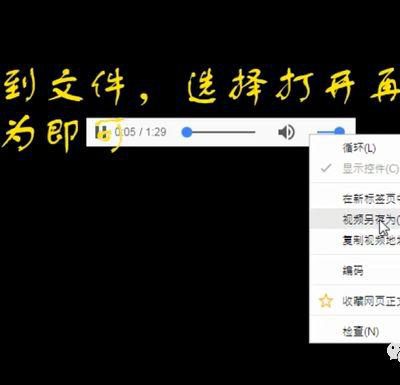 到文件，选择打开再
为即可
0:05 / 1:29
循环(L)
显示控件(C)
在新标签页中
视频另存为(
复制视频地
编码
收藏网页正文
检查(N)